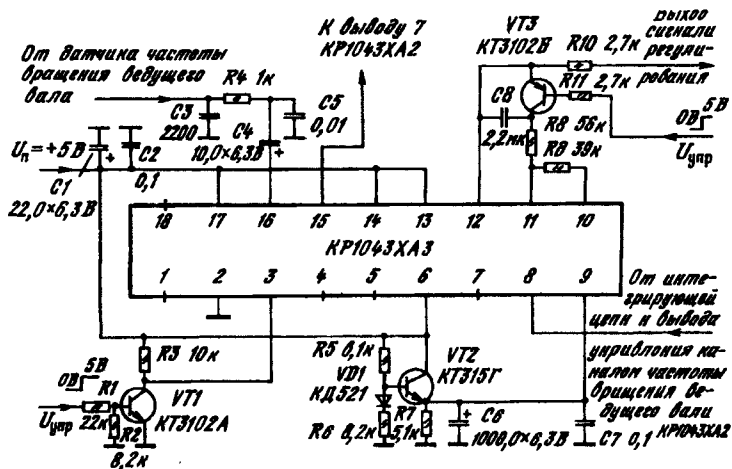 К выводу 7
КР1043ХА2
VT3
КТ3102Б
Выход
сигнали
регули-
рования
R10 2,7к
R11 2,7к
От датчика частоты
вращения ведущего
вала
R4 1к
C3
2200
C4
10,0×6,3В
+
C5
0,01
C8
2,2мк
R8 56к
R9 39к
0В 5В
Uупр
Uп=+5В
+
C2
0,1
C1
22,0×6,3В
18 17 16 15 14 13 12 11 10
КР1043ХА3
1 2 3 4 5 6 7 8 9
От инте-
грирующей
цепи и вывода
управления ка-
налом частоты
вращения ве-
дущего вали
КР1043ХА2
R3 10к
0В 5В
R1
22к
Uупр
R2
8,2к
VT1
КТ3102А
R5 8,1к
VD1
КД521
R6 8,2к
VT2
КТ315Г
R7
5,1к
+
C6
1000,0×6,3В
C7 0,1